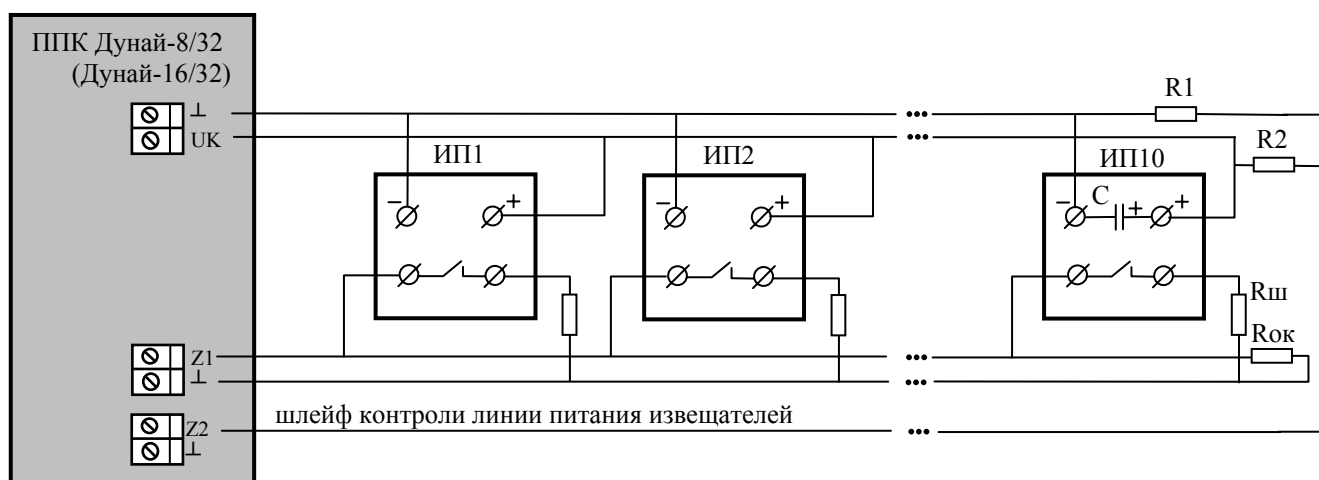 ППК Дунай-8/32
(Дунай-16/32)
⊥
UK
ИП1
ИП2
ИП10
R1
R2
– +
– +
– C + +
Rш
Rок
Z1
⊥
шлейф контроли линии питания извещателей
Z2
⊥